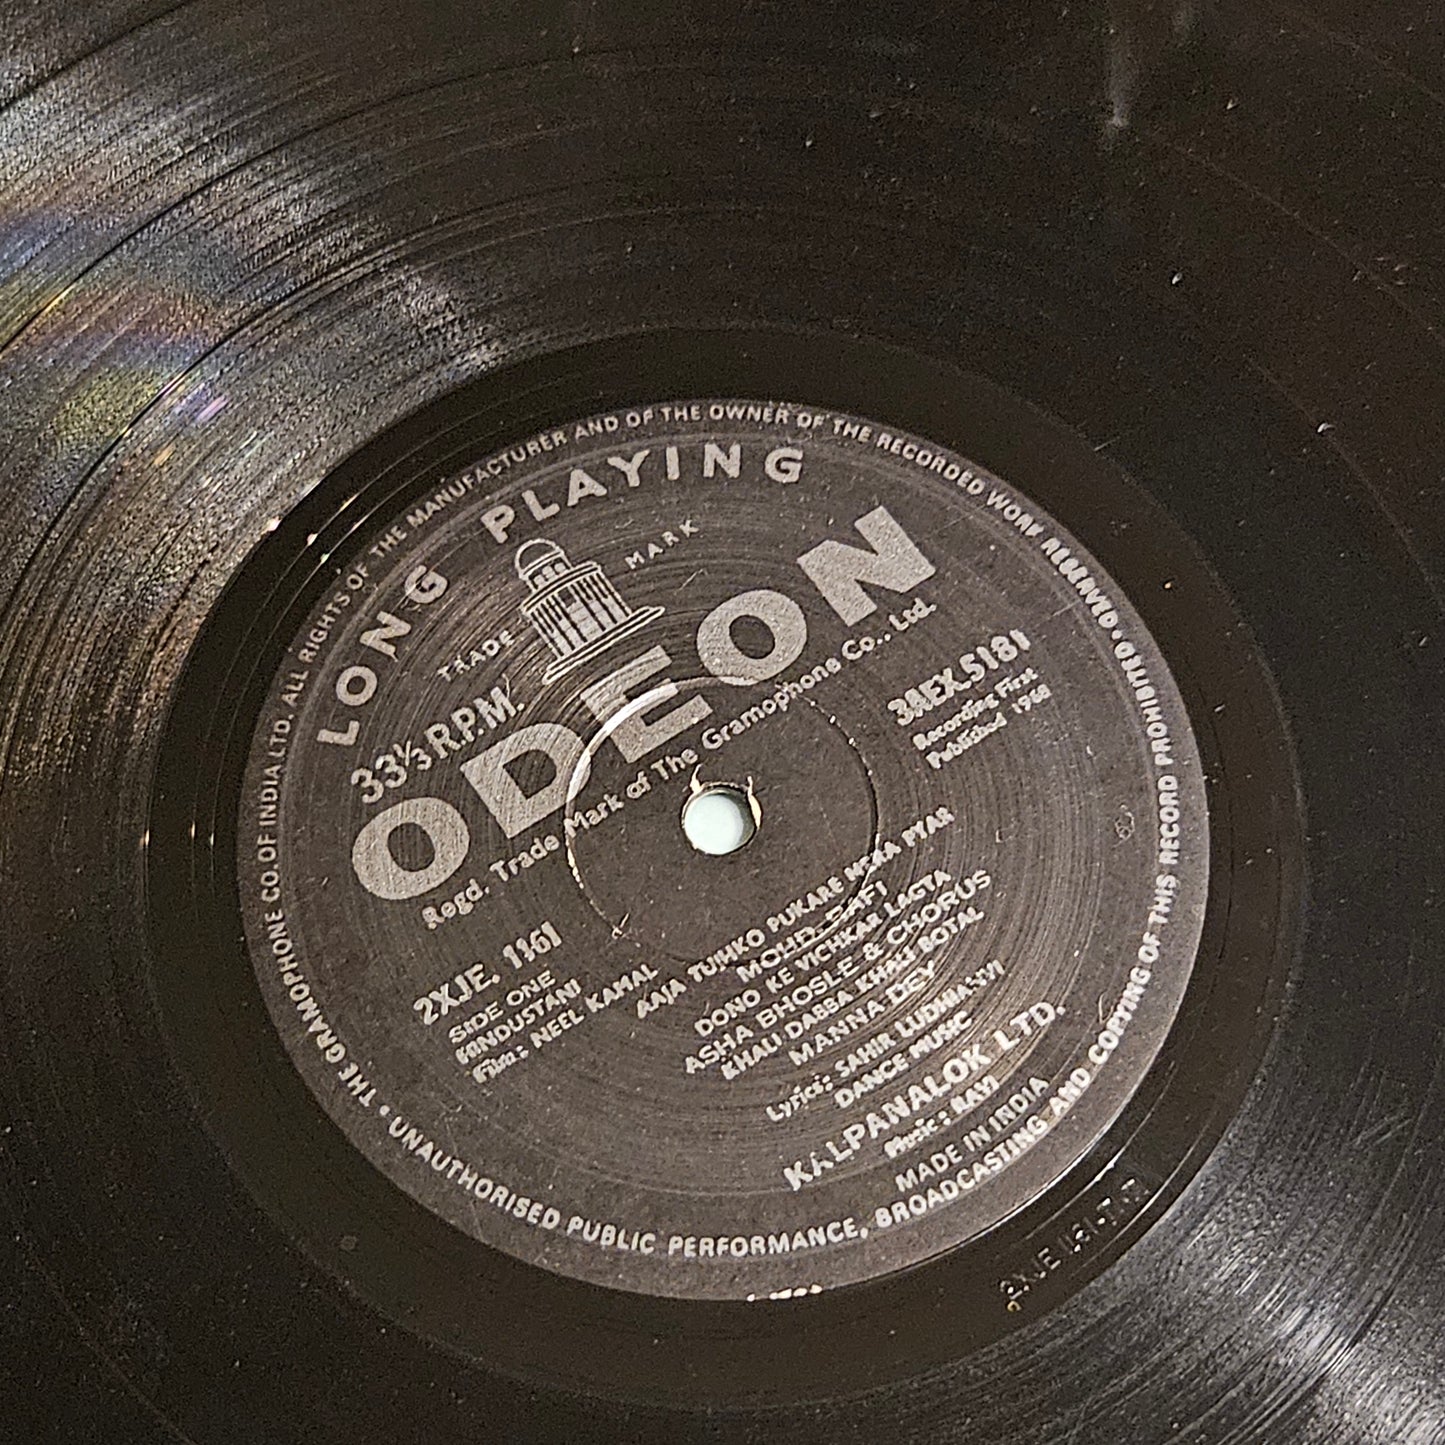 • THE GRAMOPHONE CO. OF INDIA LTD. ALL RIGHTS OF THE MANUFACTURER AND OF THE OWNER OF THE RECORDED WORK RESERVED •
UNAUTHORISED PUBLIC PERFORMANCE, BROADCASTING AND COPYING OF THIS RECORD PROHIBITED •
LONG PLAYING
TRADE MARK
33⅓ R.P.M.
ODEON
Regd. Trade Mark of The Gramophone Co., Ltd.
3AEX.5181
Recording First
Published 1968
2XJE. 1161
SIDE ONE
HINDUSTANI
Film: NEEL KAMAL
AAJA TUJHKO PUKARE MERA PYAR
MOHD. RAFI
DONO KE VICHKAR LAGTA
ASHA BHOSLE & CHORUS
KHALI DABBA KHALI BOTAL
MANNA DEY
Lyrics: SAHIR LUDHIANVI
DANCE MUSIC
KALPANALOK LTD.
Music: RAVI
MADE IN INDIA